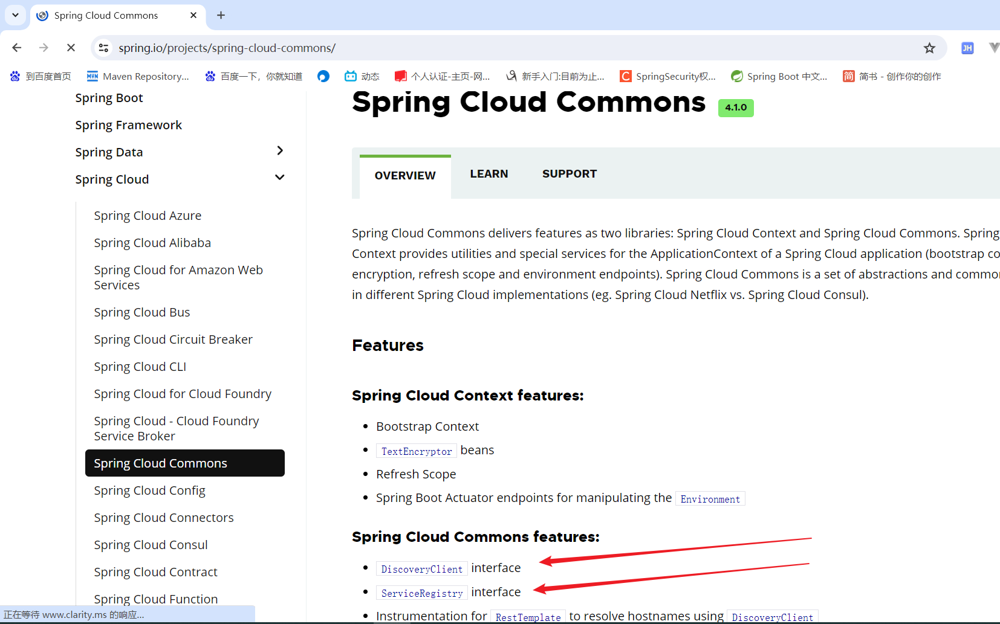 Spring Cloud Commons
spring.io/projects/spring-cloud-commons/
JH
到百度首页
MVN Maven Repository...
百度一下，你就知道
动态
个人认证-主页-网...
新手入门:目前为止...
C SpringSecurity权...
Spring Boot 中文...
简 简书 - 创作你的创作
Spring Boot
Spring Framework
Spring Data
Spring Cloud
Spring Cloud Azure
Spring Cloud Alibaba
Spring Cloud for Amazon Web
Services
Spring Cloud Bus
Spring Cloud Circuit Breaker
Spring Cloud CLI
Spring Cloud for Cloud Foundry
Spring Cloud - Cloud Foundry
Service Broker
Spring Cloud Commons
Spring Cloud Config
Spring Cloud Connectors
Spring Cloud Consul
Spring Cloud Contract
Spring Cloud Function
正在等待 www.clarity.ms 的响应...
Spring Cloud Commons 4.1.0
OVERVIEW LEARN SUPPORT
Spring Cloud Commons delivers features as two libraries: Spring Cloud Context and Spring Cloud Commons. Spring
Context provides utilities and special services for the ApplicationContext of a Spring Cloud application (bootstrap co
encryption, refresh scope and environment endpoints). Spring Cloud Commons is a set of abstractions and commo
in different Spring Cloud implementations (eg. Spring Cloud Netflix vs. Spring Cloud Consul).
Features
Spring Cloud Context features:
• Bootstrap Context
• TextEncryptor beans
• Refresh Scope
• Spring Boot Actuator endpoints for manipulating the Environment
Spring Cloud Commons features:
• DiscoveryClient interface
• ServiceRegistry interface
• Instrumentation for RestTemplate to resolve hostnames using DiscoveryClient